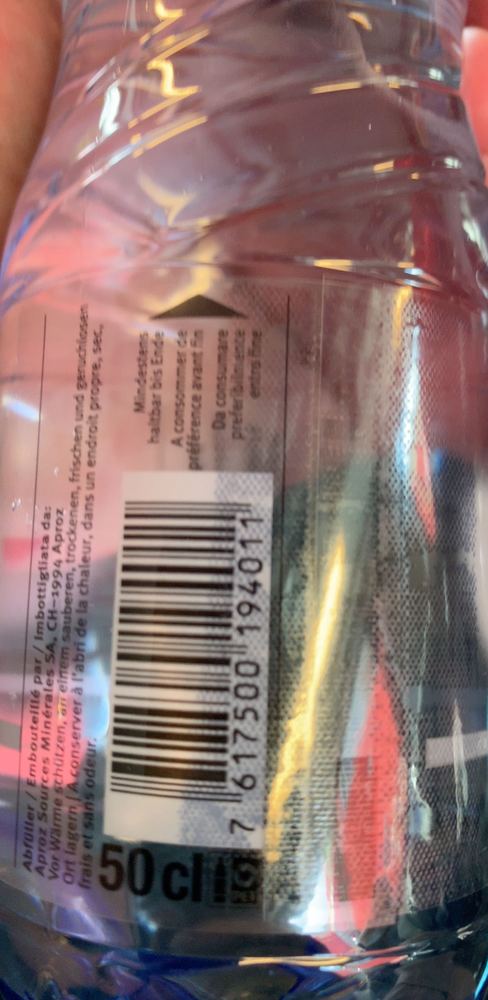 Abfüller / Embouteillé par / Imbottigliata da:
Aproz Sources Minérales SA, CH-1994 Aproz
Vor Wärme schützen, an einem sauberen, trockenen, frischen und geruchlosen
Ort lagern. A conserver à l'abri de la chaleur, dans un endroit propre, sec,
frais et sans odeur.
50 cl
Mindestens
haltbar bis Ende
A consommer de
préférence avant fin
Da consumare
preferibilmente
entro fine
7 617500 194011